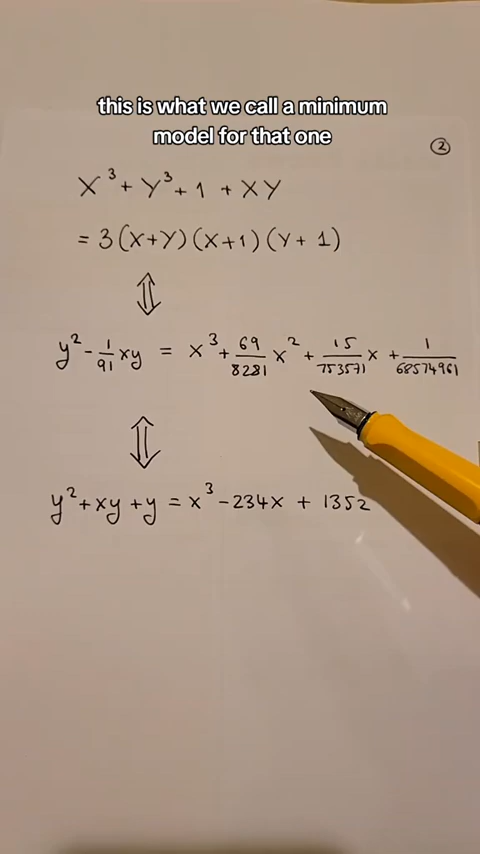 this is what we call a minimum
model for that one
②
X³ + Y³ + 1 + XY
= 3(X+Y)(X+1)(Y+1)
⇕
y² - 1/91 xy = x³ + 69/8281 x² + 15/753571 x + 1/68574961
⇕
y² + xy + y = x³ - 234x + 1352